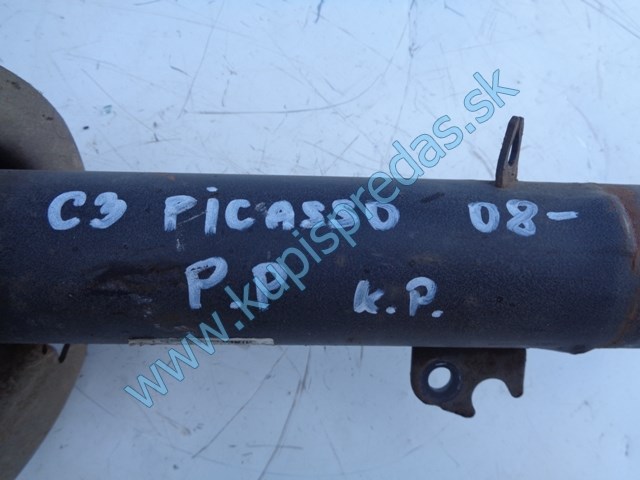 C3 PICASSO 08-
P.P K.P.
www.kupispredas.sk